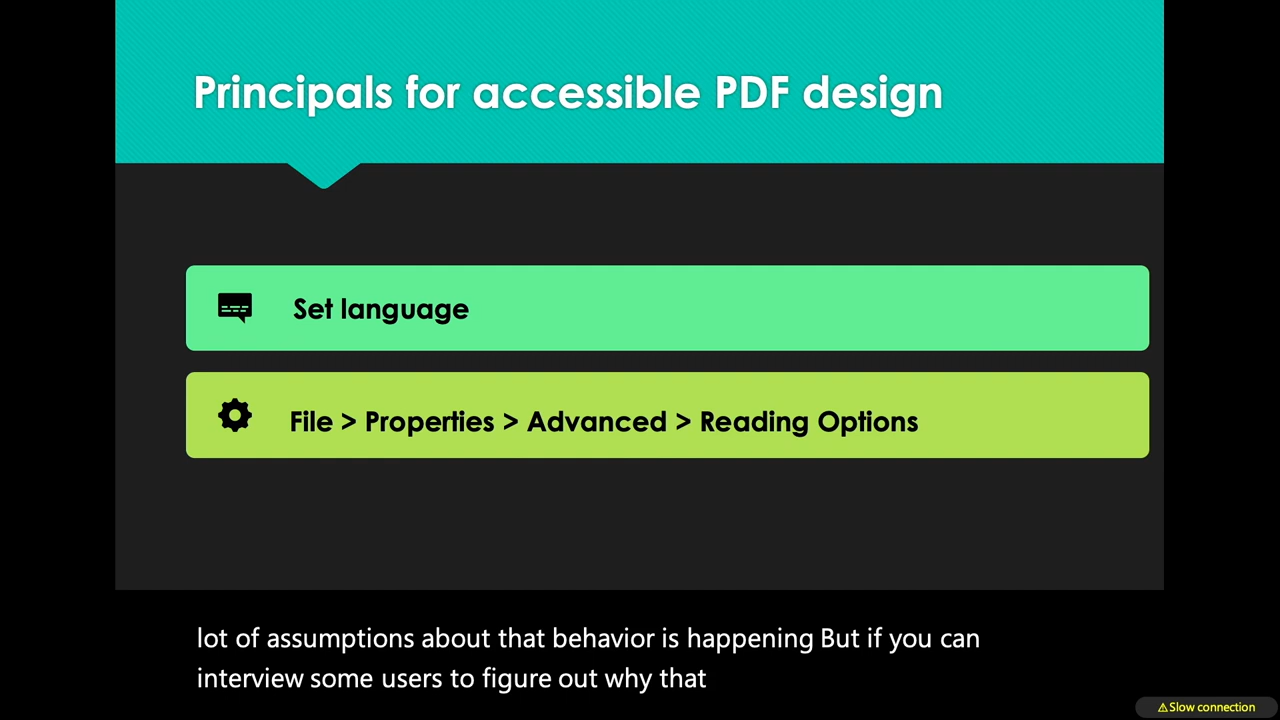 Principals for accessible PDF design
Set language
File > Properties > Advanced > Reading Options
lot of assumptions about that behavior is happening But if you can
interview some users to figure out why that
⚠Slow connection